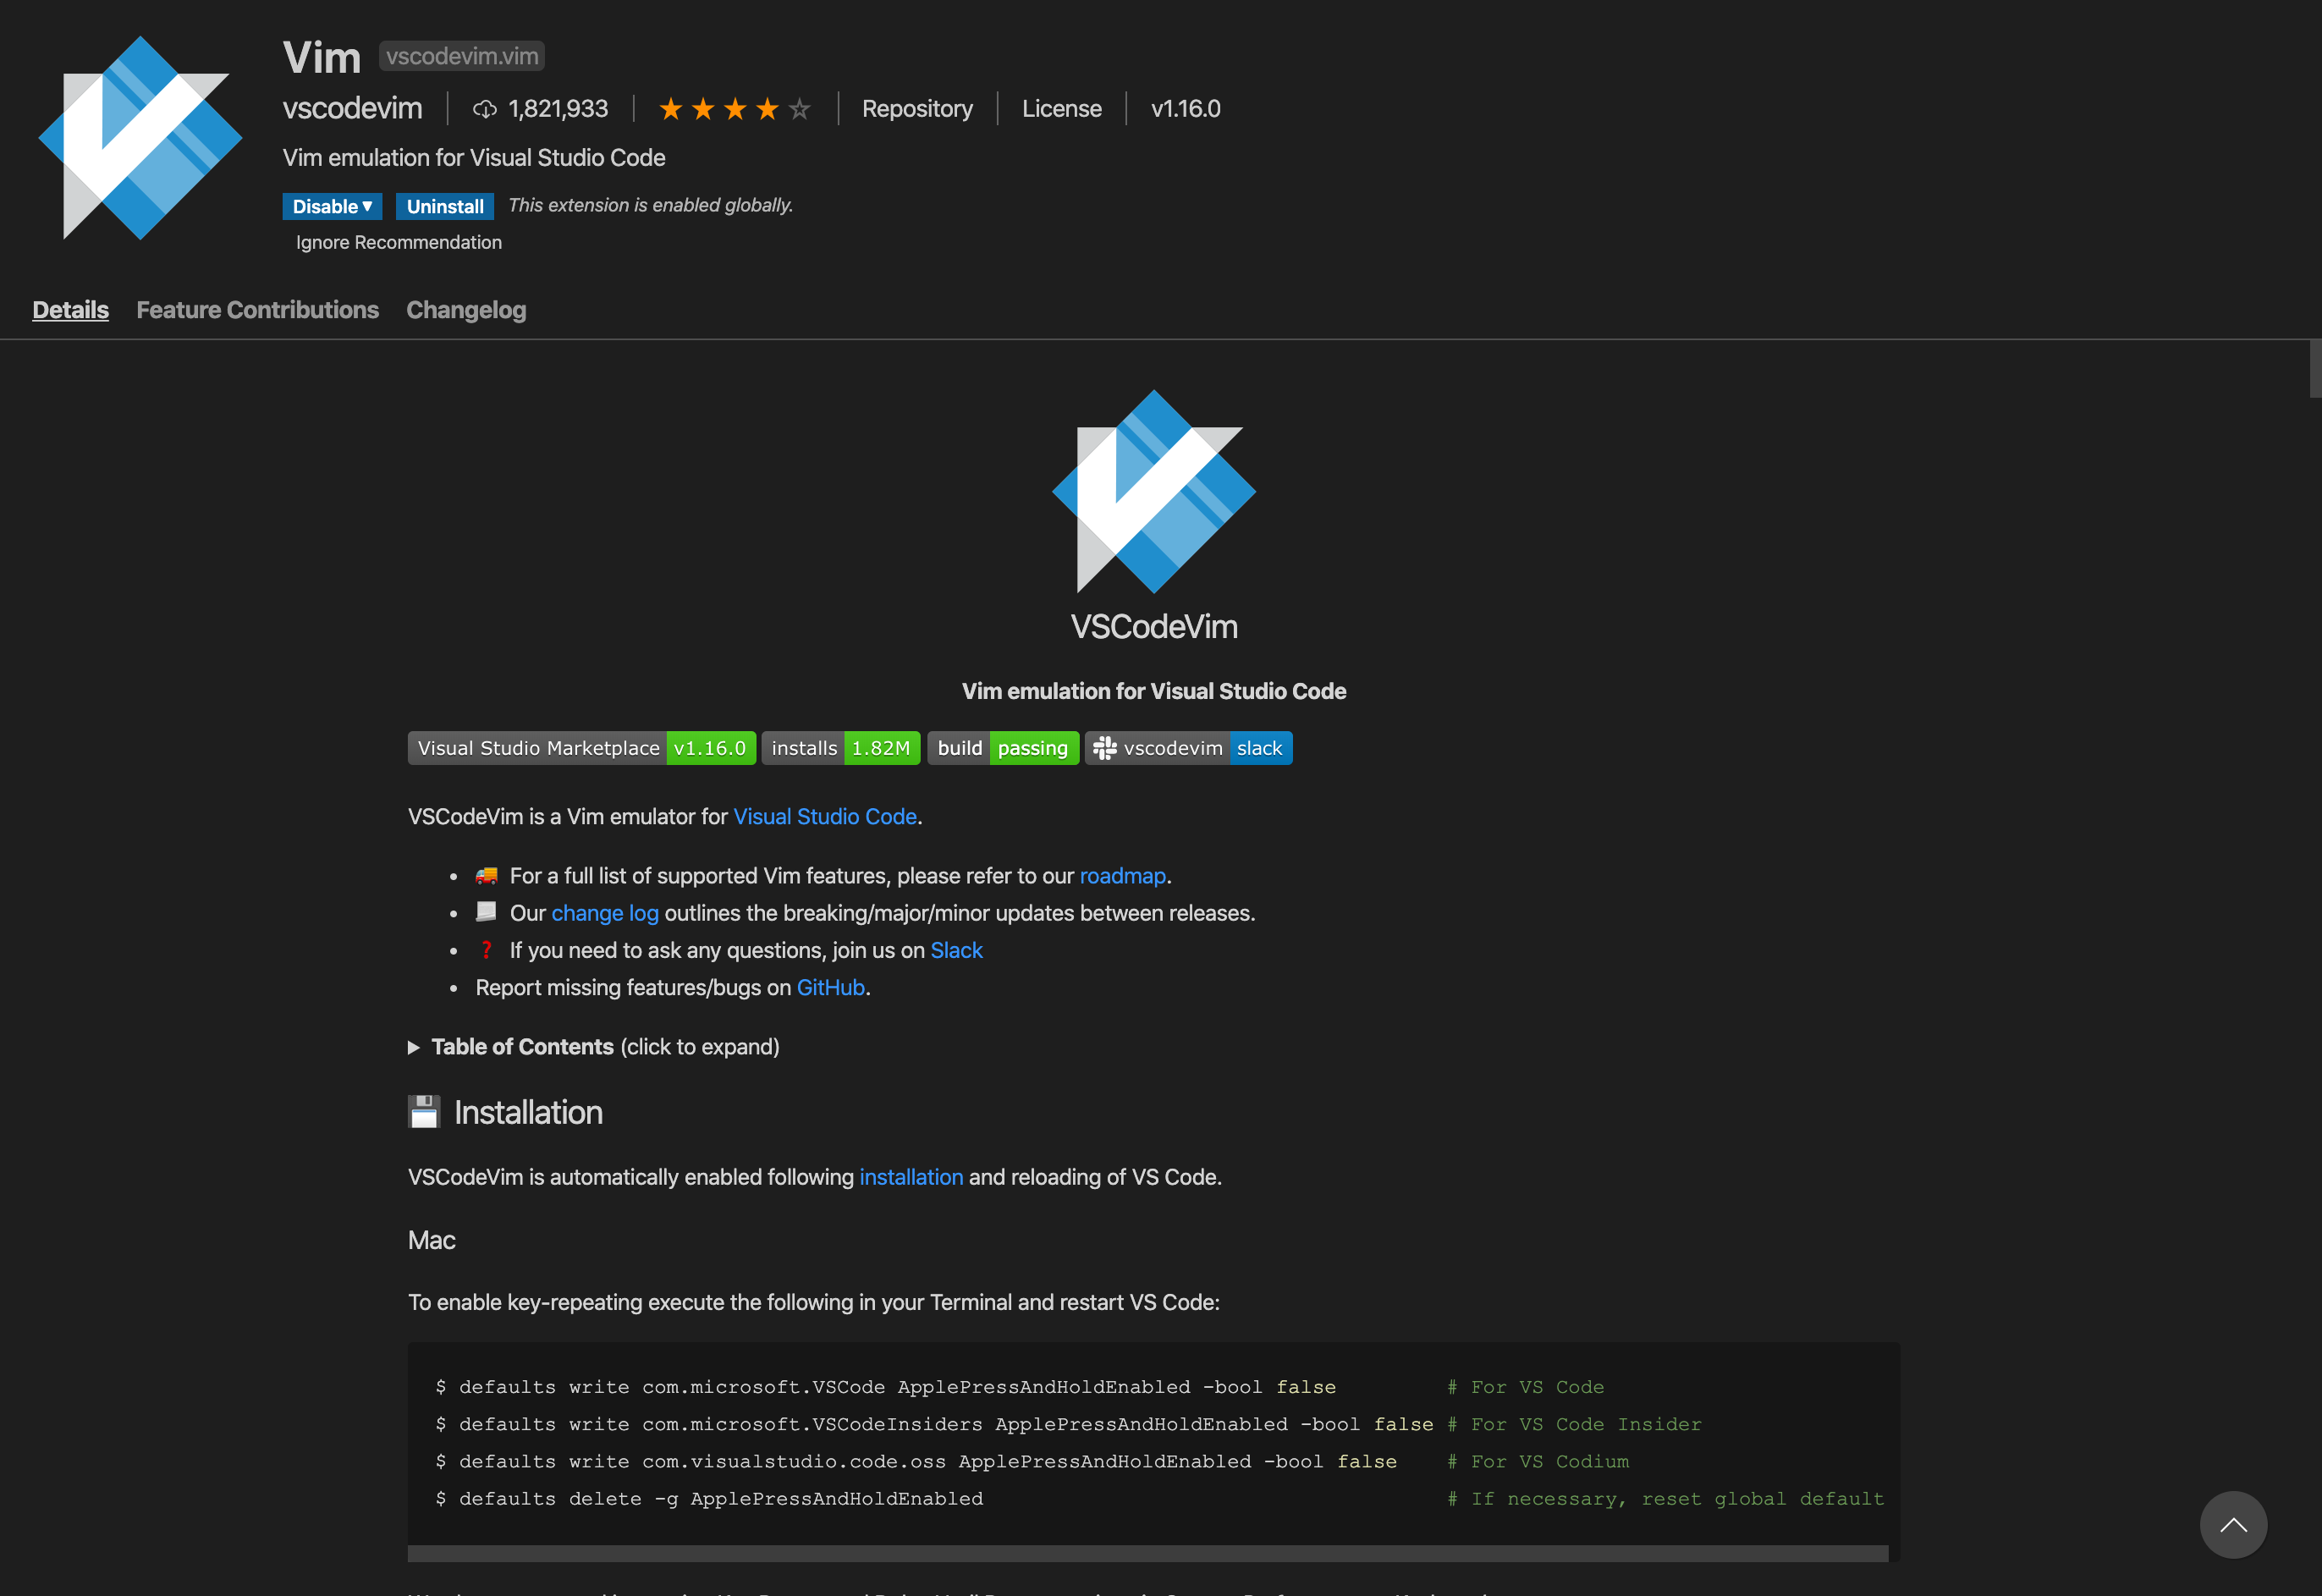 Vim vscodevim.vim
vscodevim 1,821,933 Repository License v1.16.0
Vim emulation for Visual Studio Code
Disable Uninstall This extension is enabled globally.
Ignore Recommendation
Details Feature Contributions Changelog
VSCodeVim
Vim emulation for Visual Studio Code
Visual Studio Marketplace v1.16.0 installs 1.82M build passing vscodevim slack
VSCodeVim is a Vim emulator for Visual Studio Code.
• For a full list of supported Vim features, please refer to our roadmap.
• Our change log outlines the breaking/major/minor updates between releases.
• ❓ If you need to ask any questions, join us on Slack
• Report missing features/bugs on GitHub.
Table of Contents (click to expand)
Installation
VSCodeVim is automatically enabled following installation and reloading of VS Code.
Mac
To enable key-repeating execute the following in your Terminal and restart VS Code:
$ defaults write com.microsoft.VSCode ApplePressAndHoldEnabled -bool false # For VS Code
$ defaults write com.microsoft.VSCodeInsiders ApplePressAndHoldEnabled -bool false # For VS Code Insider
$ defaults write com.visualstudio.code.oss ApplePressAndHoldEnabled -bool false # For VS Codium
$ defaults delete -g ApplePressAndHoldEnabled # If necessary, reset global default